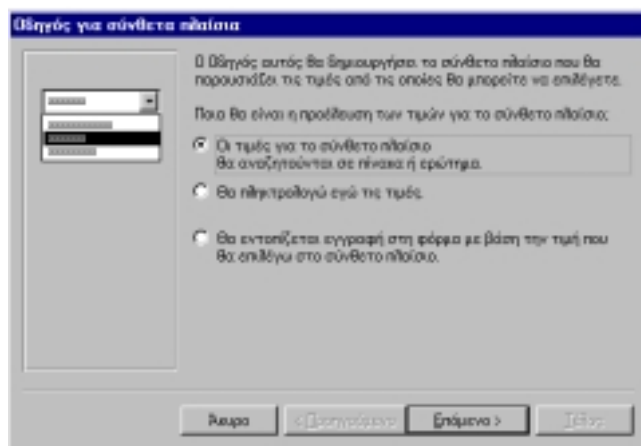 Οδηγός για σύνθετα πλαίσια
Ο Οδηγός αυτός θα δημιουργήσει το σύνθετο πλαίσιο που θα
παρουσιάζει τις τιμές από τις οποίες θα μπορείτε να επιλέγετε.
Ποια θα είναι η προέλευση των τιμών για το σύνθετο πλαίσιο;
Οι τιμές για το σύνθετο πλαίσιο
θα αναζητούνται σε πίνακα ή ερώτημα.
Θα πληκτρολογώ εγώ τις τιμές.
Θα εντοπίζεται εγγραφή στη φόρμα με βάση την τιμή που
θα επιλέγω στο σύνθετο πλαίσιο.
Άκυρο
< Προηγούμενο
Επόμενο >
Τέλος